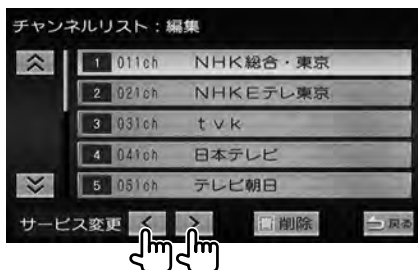 チャンネルリスト：編集
1 011ch NHK総合・東京
2 021ch NHKEテレ東京
3 031ch tvk
4 041ch 日本テレビ
5 051ch テレビ朝日
サービス変更 < > 削除 戻る